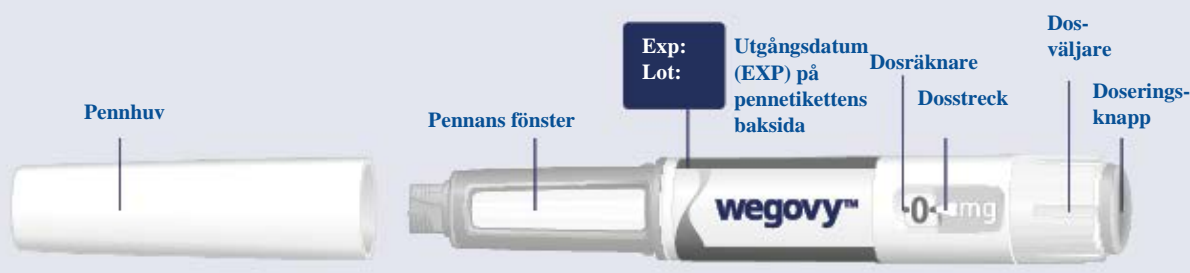 Pennhuv
Pennans fönster
Exp:
Lot:
Utgångsdatum
(EXP) på
pennetikettens
baksida
Dosräknare
Dosstreck
Dos-
väljare
Doserings-
knapp
wegovy™
0
mg